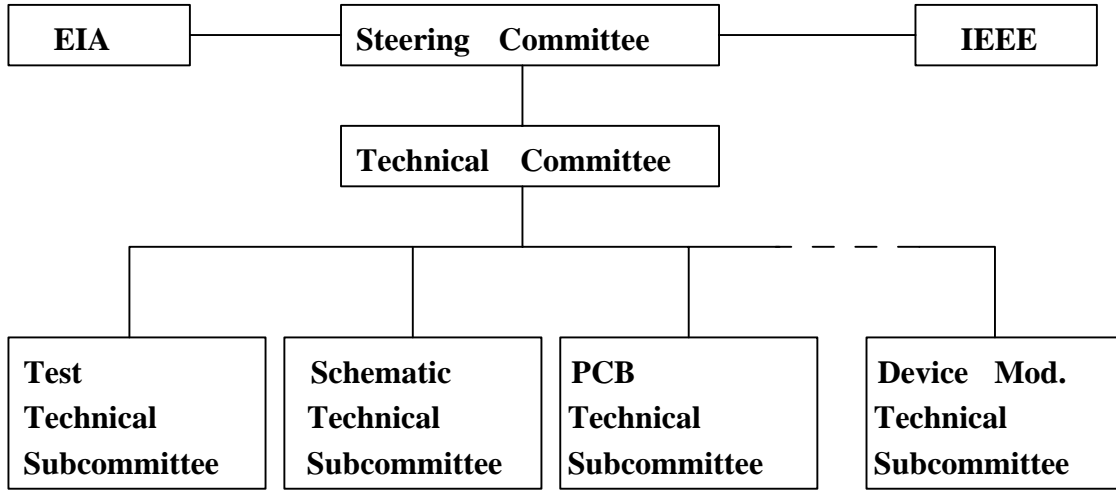 EIA
Steering Committee
IEEE
Technical Committee
Test
Technical
Subcommittee
Schematic
Technical
Subcommittee
PCB
Technical
Subcommittee
Device Mod.
Technical
Subcommittee